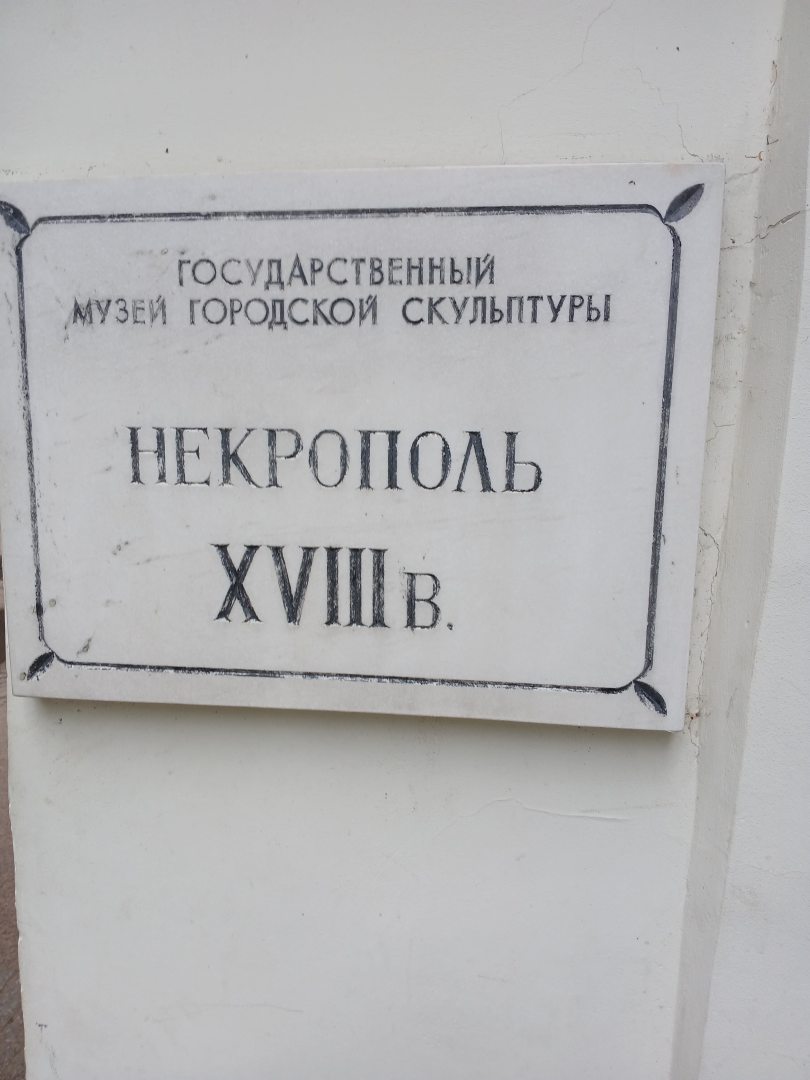 ГОСУДАРСТВЕННЫЙ
МУЗЕЙ ГОРОДСКОЙ СКУЛЬПТУРЫ
НЕКРОПОЛЬ
XVIII В.